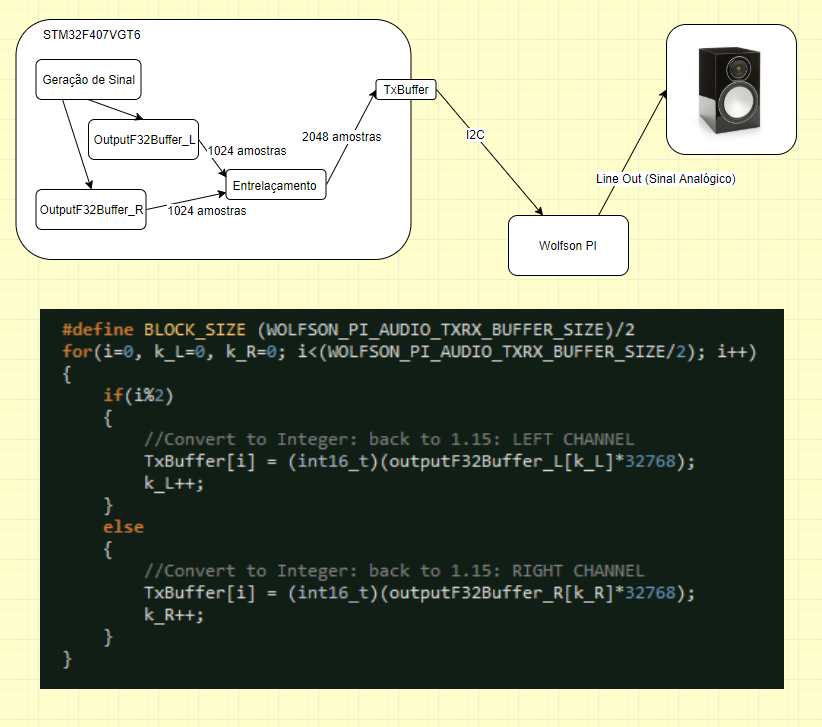 STM32F407VGT6
Geração de Sinal
TxBuffer
OutputF32Buffer_L
1024 amostras
2048 amostras
I2C
Entrelaçamento
OutputF32Buffer_R
1024 amostras
Line Out (Sinal Analógico)
Wolfson PI
#define BLOCK_SIZE (WOLFSON_PI_AUDIO_TXRX_BUFFER_SIZE)/2
for(i=0, k_L=0, k_R=0; i<(WOLFSON_PI_AUDIO_TXRX_BUFFER_SIZE/2); i++)
{
if(i%2)
{
//Convert to Integer: back to 1.15: LEFT CHANNEL
TxBuffer[i] = (int16_t)(outputF32Buffer_L[k_L]*32768);
k_L++;
}
else
{
//Convert to Integer: back to 1.15: RIGHT CHANNEL
TxBuffer[i] = (int16_t)(outputF32Buffer_R[k_R]*32768);
k_R++;
}
}